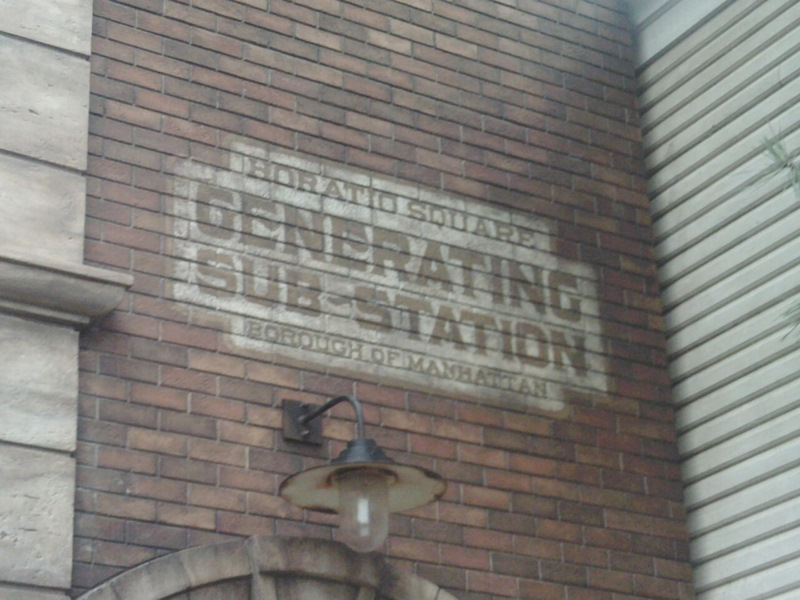 HORATIO SQUARE
GENERATING
SUB-STATION
BOROUGH OF MANHATTAN